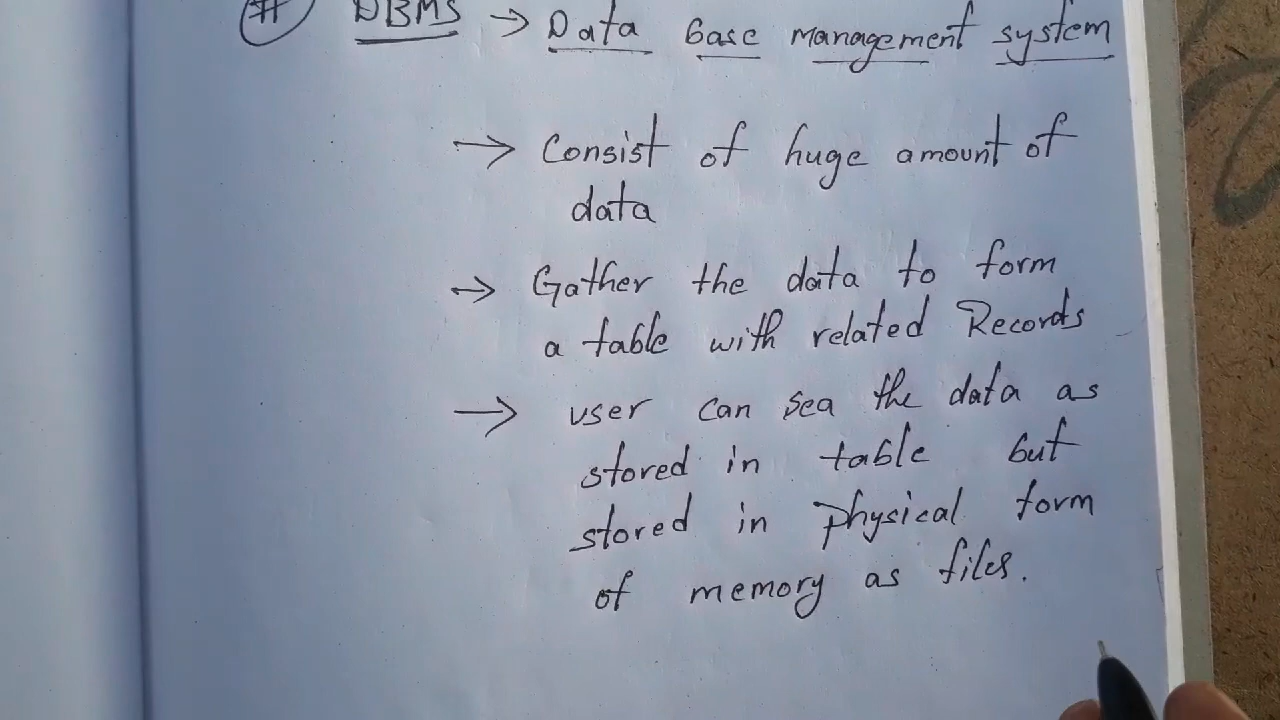 # DBMS → Data base management system
→ Consist of huge amount of
data
→ Gather the data to form
a table with related Records
→ user can sea the data as
stored in table but
stored in physical form
of memory as files.